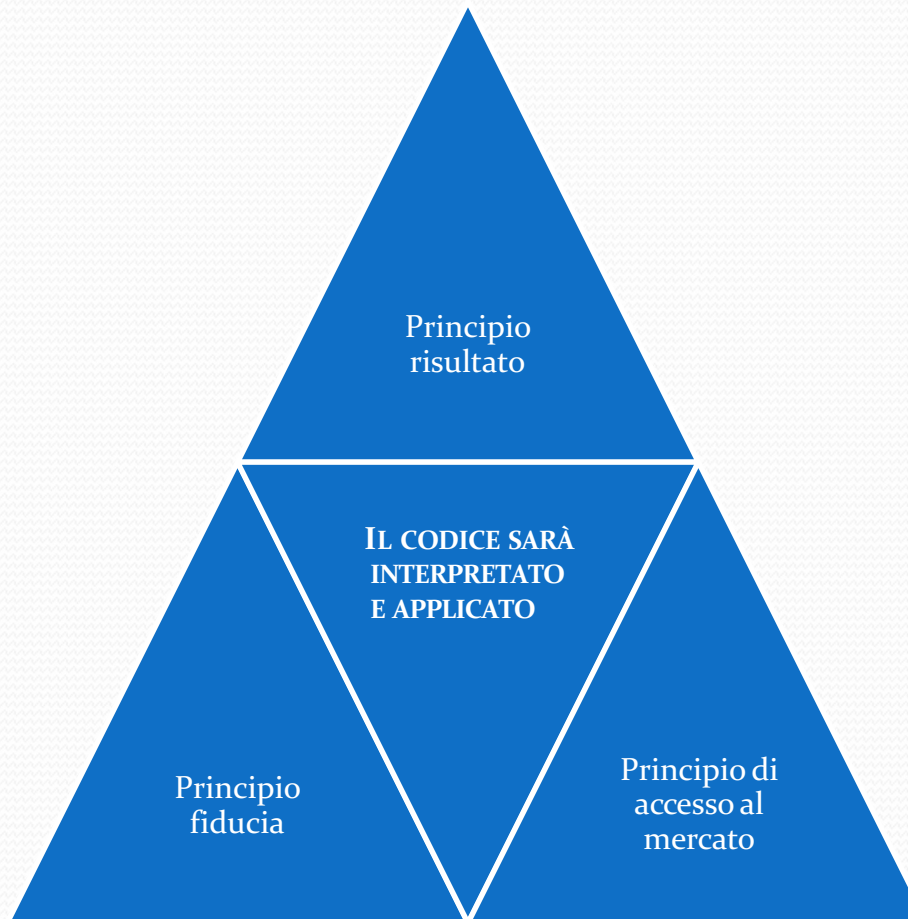 Principio
risultato
IL CODICE SARÀ
INTERPRETATO
E APPLICATO
Principio
fiducia
Principio di
accesso al
mercato